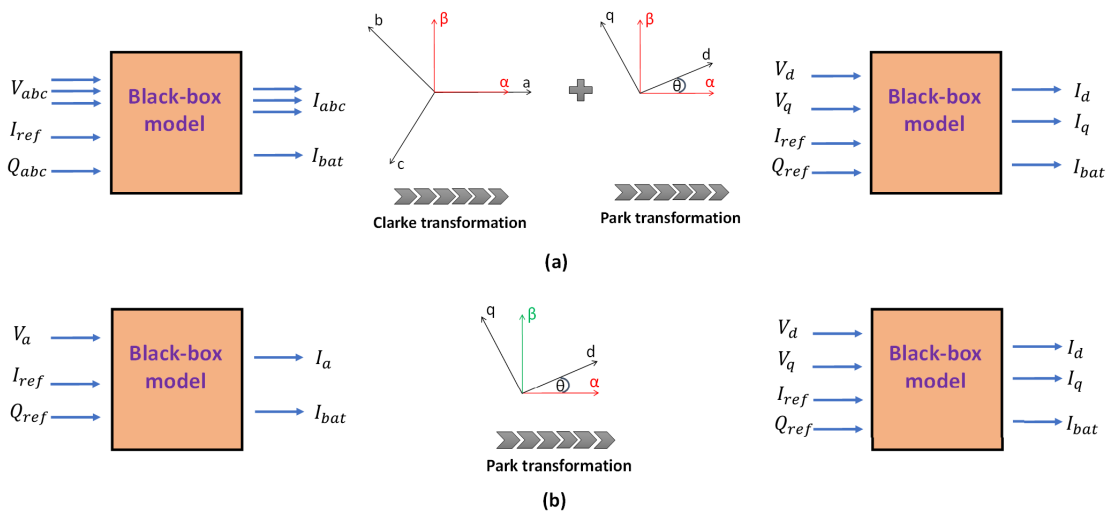 V_abc
I_ref
Q_abc
Black-box
model
I_abc
I_bat
b
β
α
a
c
Clarke transformation
q
β
d
θ
α
Park transformation
V_d
V_q
I_ref
Q_ref
Black-box
model
I_d
I_q
I_bat
(a)
V_a
I_ref
Q_ref
Black-box
model
I_a
I_bat
q
β
d
θ
α
Park transformation
V_d
V_q
I_ref
Q_ref
Black-box
model
I_d
I_q
I_bat
(b)